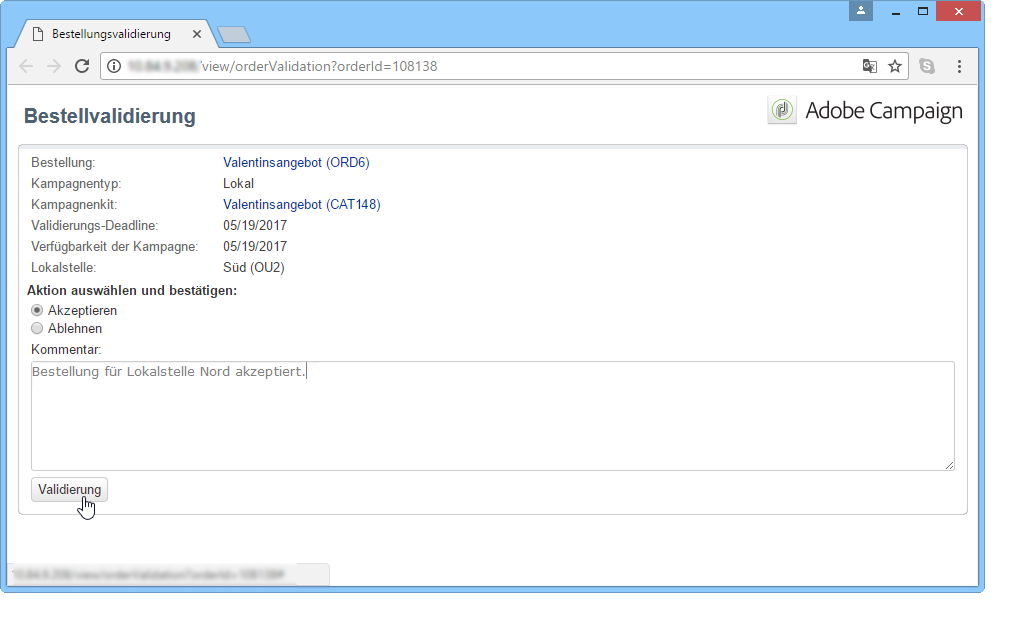 Bestellungsvalidierung
/view/orderValidation?orderId=108138
Bestellvalidierung
Adobe Campaign
Bestellung: Valentinsangebot (ORD6)
Kampagnentyp: Lokal
Kampagnenkit: Valentinsangebot (CAT148)
Validierungs-Deadline: 05/19/2017
Verfügbarkeit der Kampagne: 05/19/2017
Lokalstelle: Süd (OU2)
Aktion auswählen und bestätigen:
Akzeptieren
Ablehnen
Kommentar:
Bestellung für Lokalstelle Nord akzeptiert.
Validierung